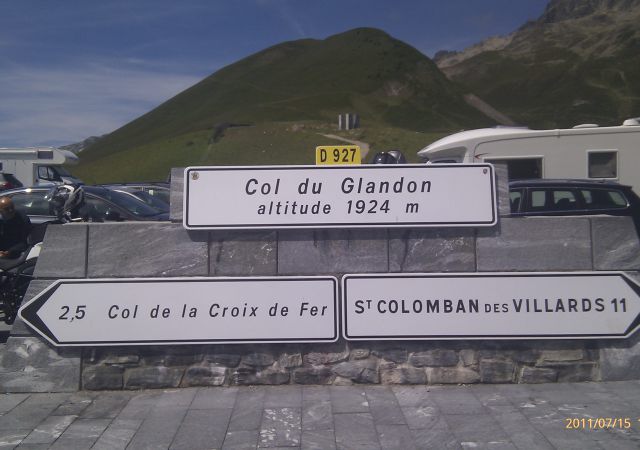 D 927
Col du Glandon
altitude 1924 m
2,5 Col de la Croix de Fer
ST COLOMBAN DES VILLARDS 11
2011/07/15